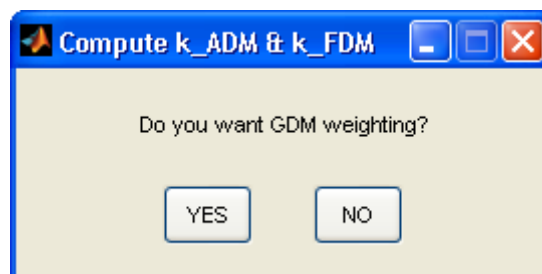 Compute k_ADM & k_FDM
Do you want GDM weighting?
YES NO